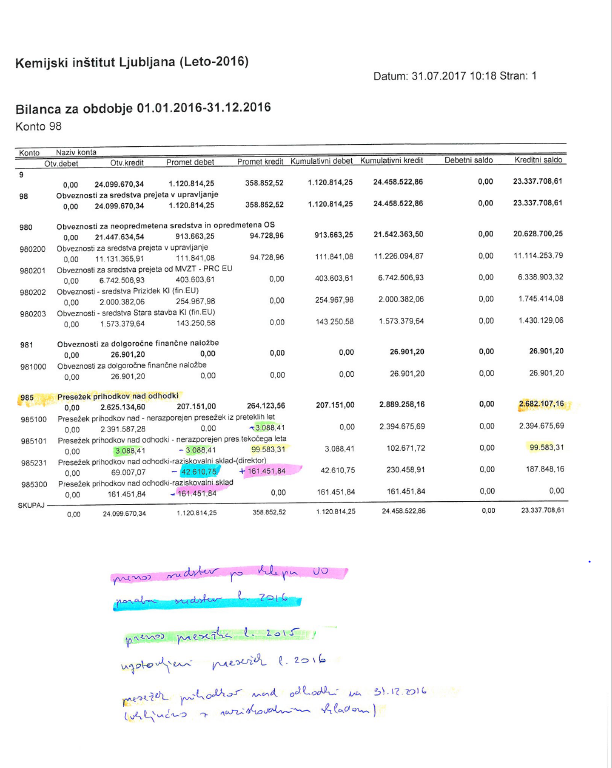 Kemijski inštitut Ljubljana (Leto-2016)
Datum: 31.07.2017 10:18 Stran: 1
Bilanca za obdobje 01.01.2016-31.12.2016
Konto 98
Konto Naziv konta
Otv.debet Otv.kredit Promet debet Promet kredit Kumulativni debet Kumulativni kredit Debetni saldo Kreditni saldo
9
0,00 24.099.670,34 1.120.814,25 358.852,52 1.120.814,25 24.458.522,86 0,00 23.337.708,61
98 Obveznosti za sredstva prejeta v upravljanje
0,00 24.099.670,34 1.120.814,25 358.852,52 1.120.814,25 24.458.522,86 0,00 23.337.708,61
980 Obveznosti za neopredmetena sredstva in opredmetena OS
0,00 21.447.634,54 913.663,25 94.728,96 913.663,25 21.542.363,50 0,00 20.628.700,25
980200 Obveznosti za sredstva prejeta v upravljanje
0,00 11.131.365,91 111.841,08 94.728,96 111.841,08 11.226.094,87 0,00 11.114.253,79
980201 Obveznosti za sredstva prejeta od MVZT - PRC EU
0,00 6.742.506,93 403.603,61 0,00 403.603,61 6.742.506,93 0,00 6.338.903,32
980202 Obveznosti - sredstva Prizidek KI (fin.EU)
0,00 2.000.382,06 254.967,98 0,00 254.967,98 2.000.382,06 0,00 1.745.414,08
980203 Obveznosti - sredstva Stara stavba KI (fin.EU)
0,00 1.573.379,64 143.250,58 0,00 143.250,58 1.573.379,64 0,00 1.430.129,06
981 Obveznosti za dolgoročne finančne naložbe
0,00 26.901,20 0,00 0,00 0,00 26.901,20 0,00 26.901,20
981000 Obveznosti za dolgoročne finančne naložbe
0,00 26.901,20 0,00 0,00 0,00 26.901,20 0,00 26.901,20
985 Presežek prihodkov nad odhodki
0,00 2.625.134,60 207.151,00 264.123,56 207.151,00 2.889.258,16 0,00 2.682.107,16
985100 Presežek prihodkov nad - nerazporejen presežek iz preteklih let
0,00 2.391.587,28 0,00 +3.088,41 0,00 2.394.675,69 0,00 2.394.675,69
985101 Presežek prihodkov nad odhodki - nerazporejen pres tekočega leta
0,00 3.088,41 - 3.088,41 99.583,31 3.088,41 102.671,72 0,00 99.583,31
985231 Presežek prihodkov nad odhodki-raziskovalni sklad-(direktor)
0,00 69.007,07 - 42.610,75 + 161.451,84 42.610,75 230.458,91 0,00 187.848,16
985300 Presežek prihodkov nad odhodki-raziskovalni sklad
0,00 161.451,84 - 161.451,84 0,00 161.451,84 161.451,84 0,00 0,00
SKUPAJ
0,00 24.099.670,34 1.120.814,25 358.852,52 1.120.814,25 24.458.522,86 0,00 23.337.708,61
prenos sredstev po sklepu UO
poraba sredstev l. 2016
prenos presežka l. 2015
ugotovljeni presežek l. 2016
presežek prihodkov nad odhodki na 31.12.2016
(vključno z raziskovalnim skladom)